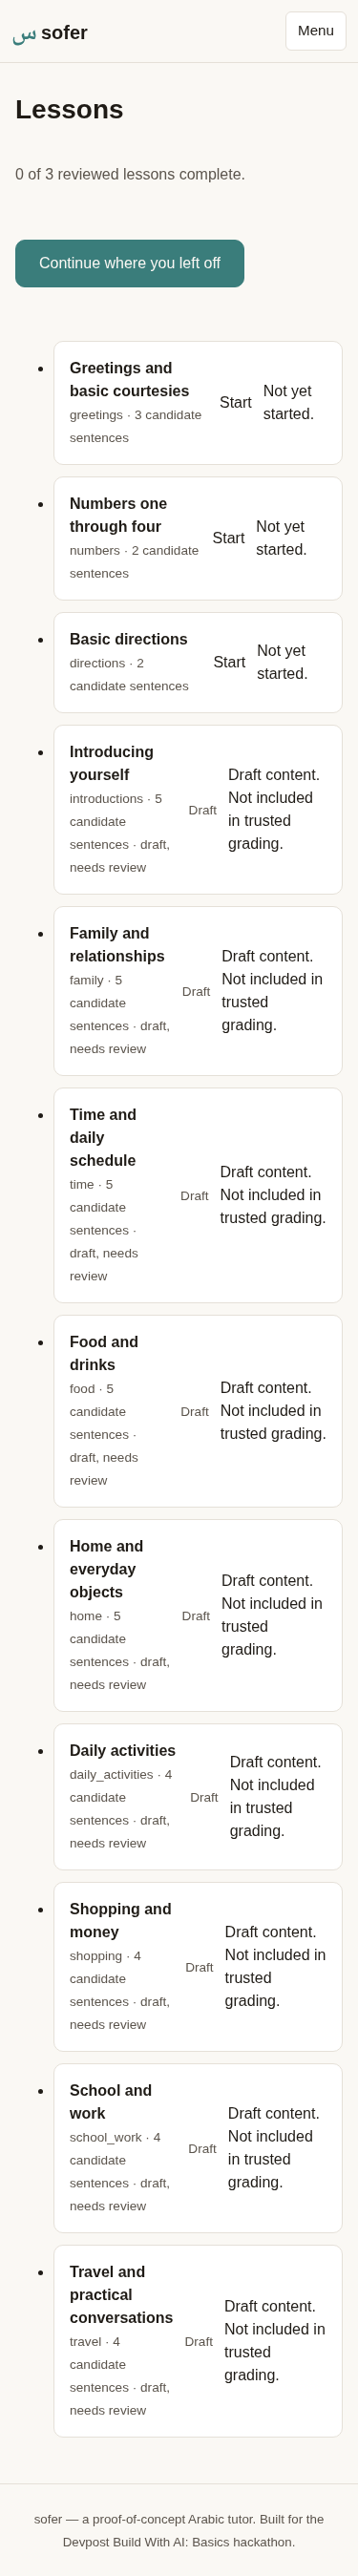 س sofer
Menu
Lessons
0 of 3 reviewed lessons complete.
Continue where you left off
Greetings and
basic courtesies
greetings · 3 candidate
sentences
Start
Not yet
started.
Numbers one
through four
numbers · 2 candidate
sentences
Start
Not yet
started.
Basic directions
directions · 2
candidate sentences
Start
Not yet
started.
Introducing
yourself
introductions · 5
candidate
sentences · draft,
needs review
Draft
Draft content.
Not included
in trusted
grading.
Family and
relationships
family · 5
candidate
sentences · draft,
needs review
Draft
Draft content.
Not included in
trusted
grading.
Time and
daily
schedule
time · 5
candidate
sentences ·
draft, needs
review
Draft
Draft content.
Not included in
trusted grading.
Food and
drinks
food · 5
candidate
sentences ·
draft, needs
review
Draft
Draft content.
Not included in
trusted grading.
Home and
everyday
objects
home · 5
candidate
sentences · draft,
needs review
Draft
Draft content.
Not included in
trusted
grading.
Daily activities
daily_activities · 4
candidate
sentences · draft,
needs review
Draft
Draft content.
Not included
in trusted
grading.
Shopping and
money
shopping · 4
candidate
sentences · draft,
needs review
Draft
Draft content.
Not included in
trusted
grading.
School and
work
school_work · 4
candidate
sentences · draft,
needs review
Draft
Draft content.
Not included
in trusted
grading.
Travel and
practical
conversations
travel · 4
candidate
sentences · draft,
needs review
Draft
Draft content.
Not included in
trusted
grading.
sofer — a proof-of-concept Arabic tutor. Built for the
Devpost Build With AI: Basics hackathon.